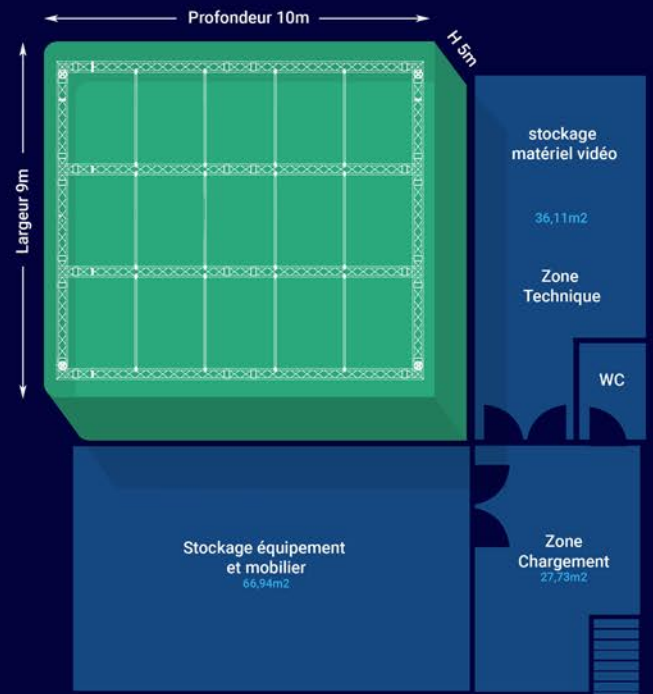 Profondeur 10m
H 5m
Largeur 9m
stockage
matériel vidéo
36,11m2
Zone
Technique
WC
Stockage équipement
et mobilier
66,94m2
Zone
Chargement
27,73m2